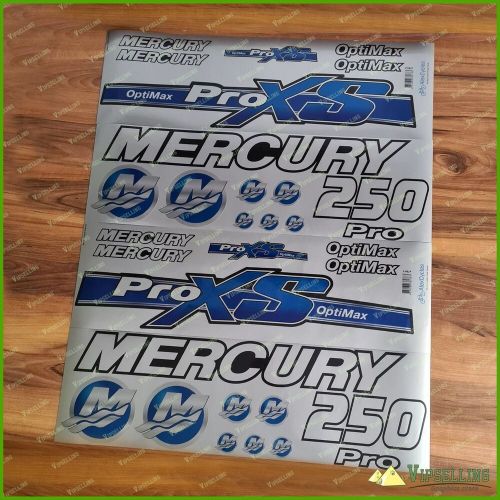 MERCURY
MERCURY
ProXS
OptiMax
OptiMax
OptiMax ProXS
MERCURY
M M
250
Pro
MERCURY
MERCURY
ProXS
OptiMax
OptiMax
ProXS OptiMax
MERCURY
M M
250
Pro
VIPSELLING